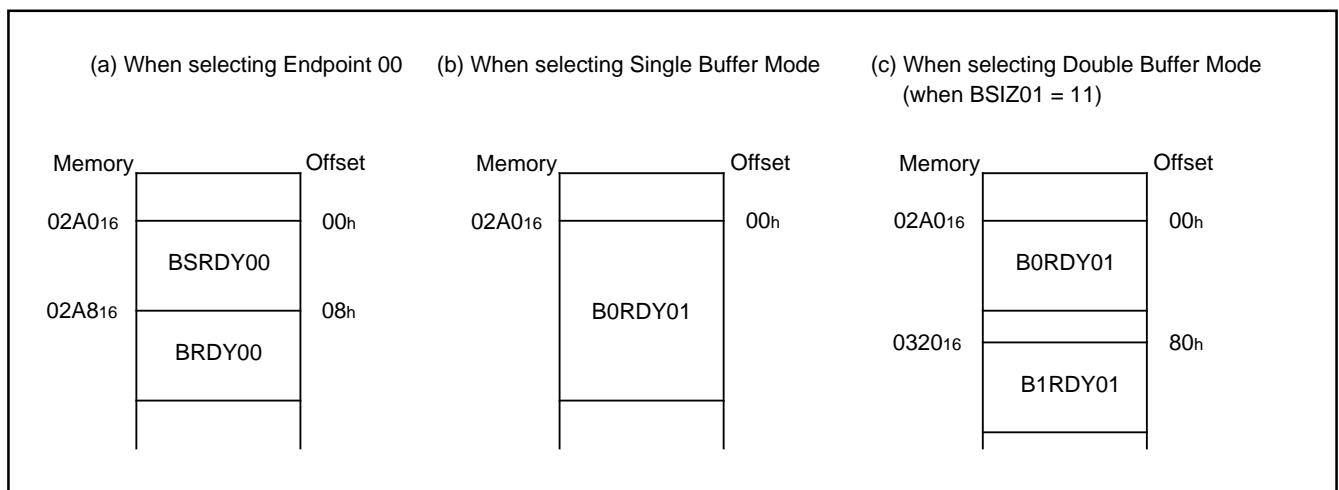 (a) When selecting Endpoint 00
Memory Offset
02A016 00h
BSRDY00
02A816 08h
BRDY00
(b) When selecting Single Buffer Mode
Memory Offset
02A016 00h
B0RDY01
(c) When selecting Double Buffer Mode
(when BSIZ01 = 11)
Memory Offset
02A016 00h
B0RDY01
032016 80h
B1RDY01